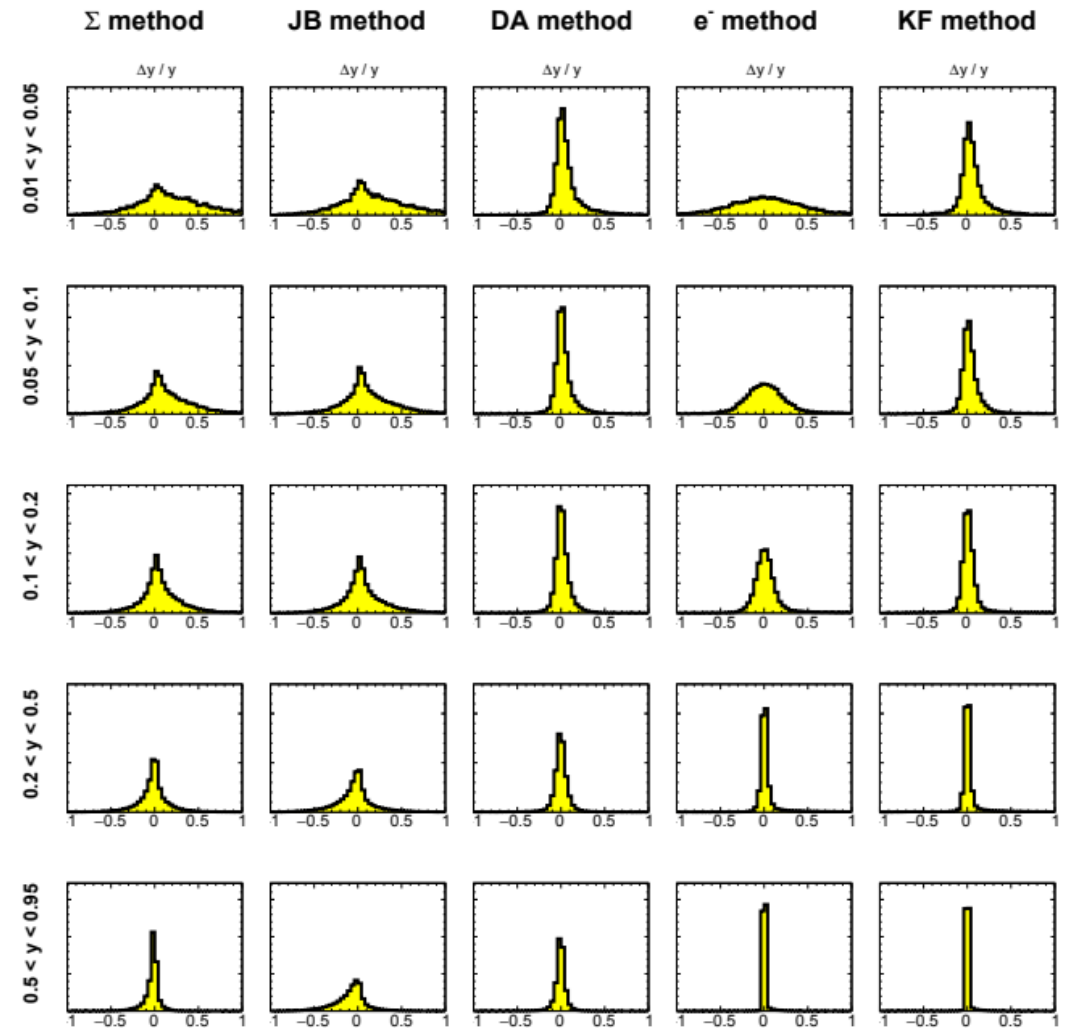 Σ method JB method DA method e⁻ method KF method
Δy / y Δy / y Δy / y Δy / y Δy / y
0.01 < y < 0.05
·1 −0.5 0 0.5 1 ·1 −0.5 0 0.5 1 ·1 −0.5 0 0.5 1 ·1 −0.5 0 0.5 1 ·1 −0.5 0 0.5 1
0.05 < y < 0.1
·1 −0.5 0 0.5 1 ·1 −0.5 0 0.5 1 ·1 −0.5 0 0.5 1 ·1 −0.5 0 0.5 1 ·1 −0.5 0 0.5 1
0.1 < y < 0.2
·1 −0.5 0 0.5 1 ·1 −0.5 0 0.5 1 ·1 −0.5 0 0.5 1 ·1 −0.5 0 0.5 1 ·1 −0.5 0 0.5 1
0.2 < y < 0.5
·1 −0.5 0 0.5 1 ·1 −0.5 0 0.5 1 ·1 −0.5 0 0.5 1 ·1 −0.5 0 0.5 1 ·1 −0.5 0 0.5 1
0.5 < y < 0.95
·1 −0.5 0 0.5 1 ·1 −0.5 0 0.5 1 ·1 −0.5 0 0.5 1 ·1 −0.5 0 0.5 1 ·1 −0.5 0 0.5 1